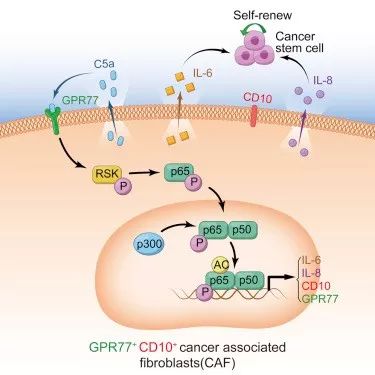 Self-renew
Cancer
stem cell
C5a
IL-6
IL-8
GPR77
CD10
RSK
P
p65
P
p300
p65 p50
P
AC
p65 p50
P
IL-6
IL-8
CD10
GPR77
GPR77+ CD10+ cancer associated
fibroblasts(CAF)